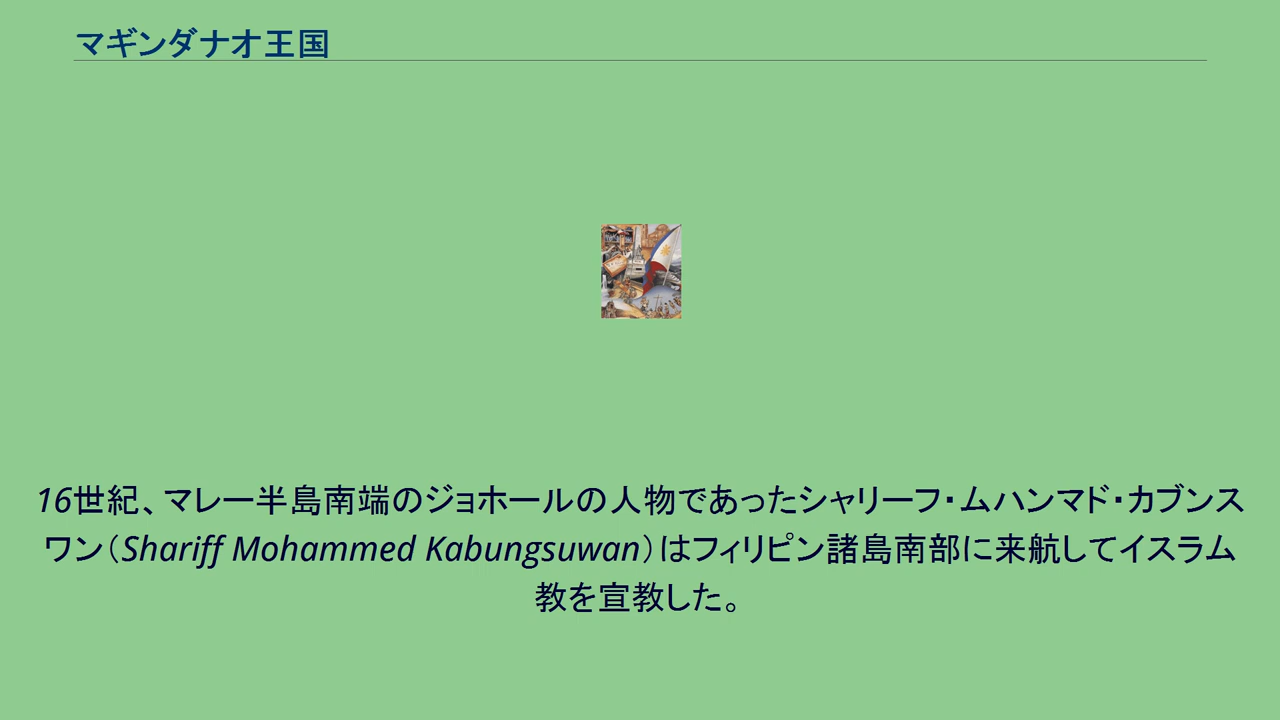 マギンダナオ王国
16世紀、マレー半島南端のジョホールの人物であったシャリーフ・ムハンマド・カブンス
ワン（Shariff Mohammed Kabungsuwan）はフィリピン諸島南部に来航してイスラム
教を宣教した。